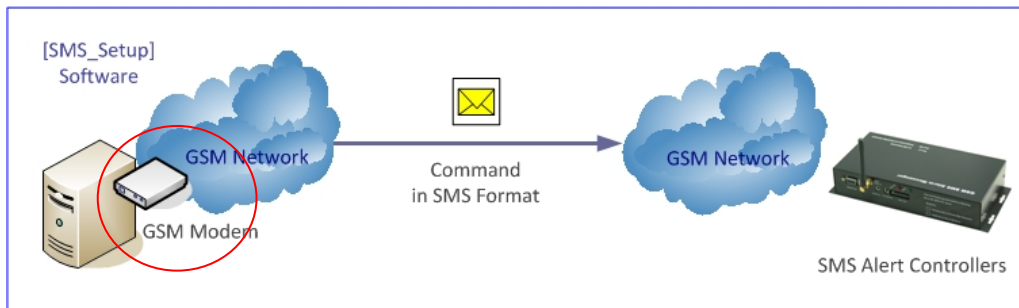 [SMS_Setup]
Software
GSM Network
GSM Modem
Command
in SMS Format
GSM Network
SMS Alert Controllers